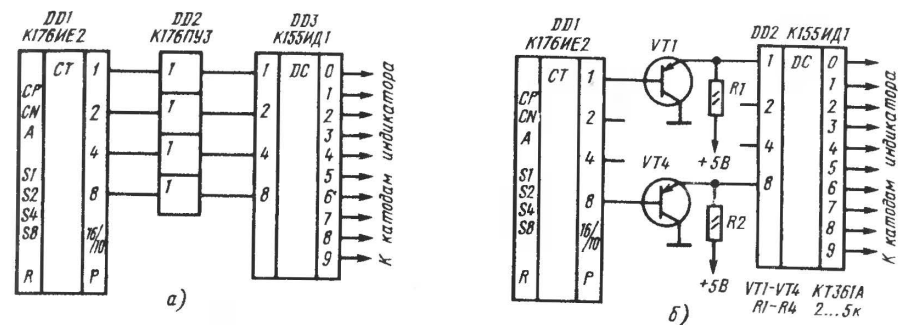 DD1
К176ИЕ2
CT
CP
CN
A
S1
S2
S4
S8
R
1
2
4
8
16/
/10
P
DD2
К176ПУ3
1
1
1
1
DD3
К155ИД1
1
2
4
8
DC
0
1
2
3
4
5
6
7
8
9
К катодам индикатора
а)
DD1
К176ИЕ2
CT
CP
CN
A
S1
S2
S4
S8
R
1
2
4
8
16/
/10
P
VT1
R1
+5В
VT4
R2
+5В
DD2 К155ИД1
1
2
4
8
DC
0
1
2
3
4
5
6
7
8
9
К катодам индикатора
VT1-VT4 КТ361А
R1-R4 2...5к
б)